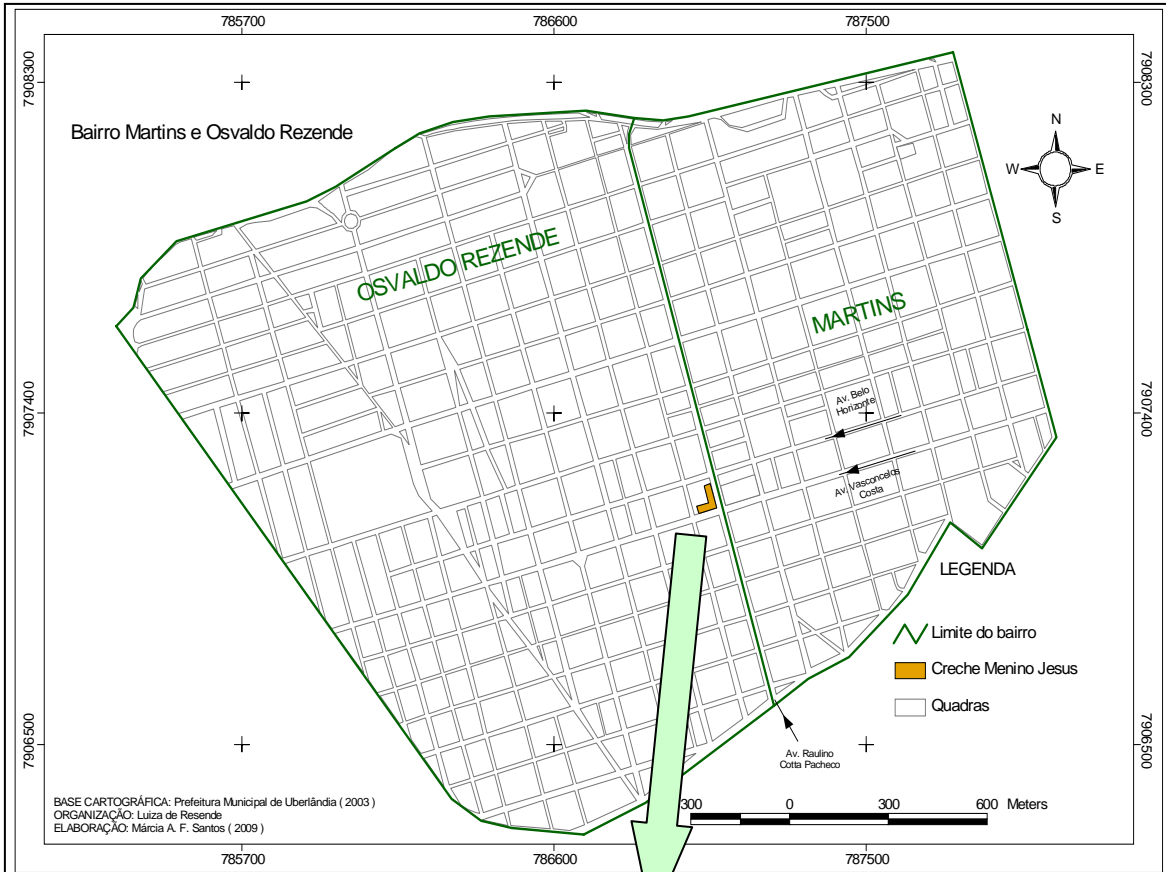 785700
786600
787500
7908300
7908300
Bairro Martins e Osvaldo Rezende
N
W
E
S
OSVALDO REZENDE
MARTINS
Av. Belo
Horizonte
7907400
7907400
Av. Vasconcelos
Costa
LEGENDA
Limite do bairro
Creche Menino Jesus
Quadras
7906500
7906500
Av. Raulino
Cotta Pacheco
BASE CARTOGRÁFICA: Prefeitura Municipal de Uberlândia ( 2003 )
ORGANIZAÇÃO: Luiza de Resende
ELABORAÇÃO: Márcia A. F. Santos ( 2009 )
300 0 300 600 Meters
785700
786600
787500